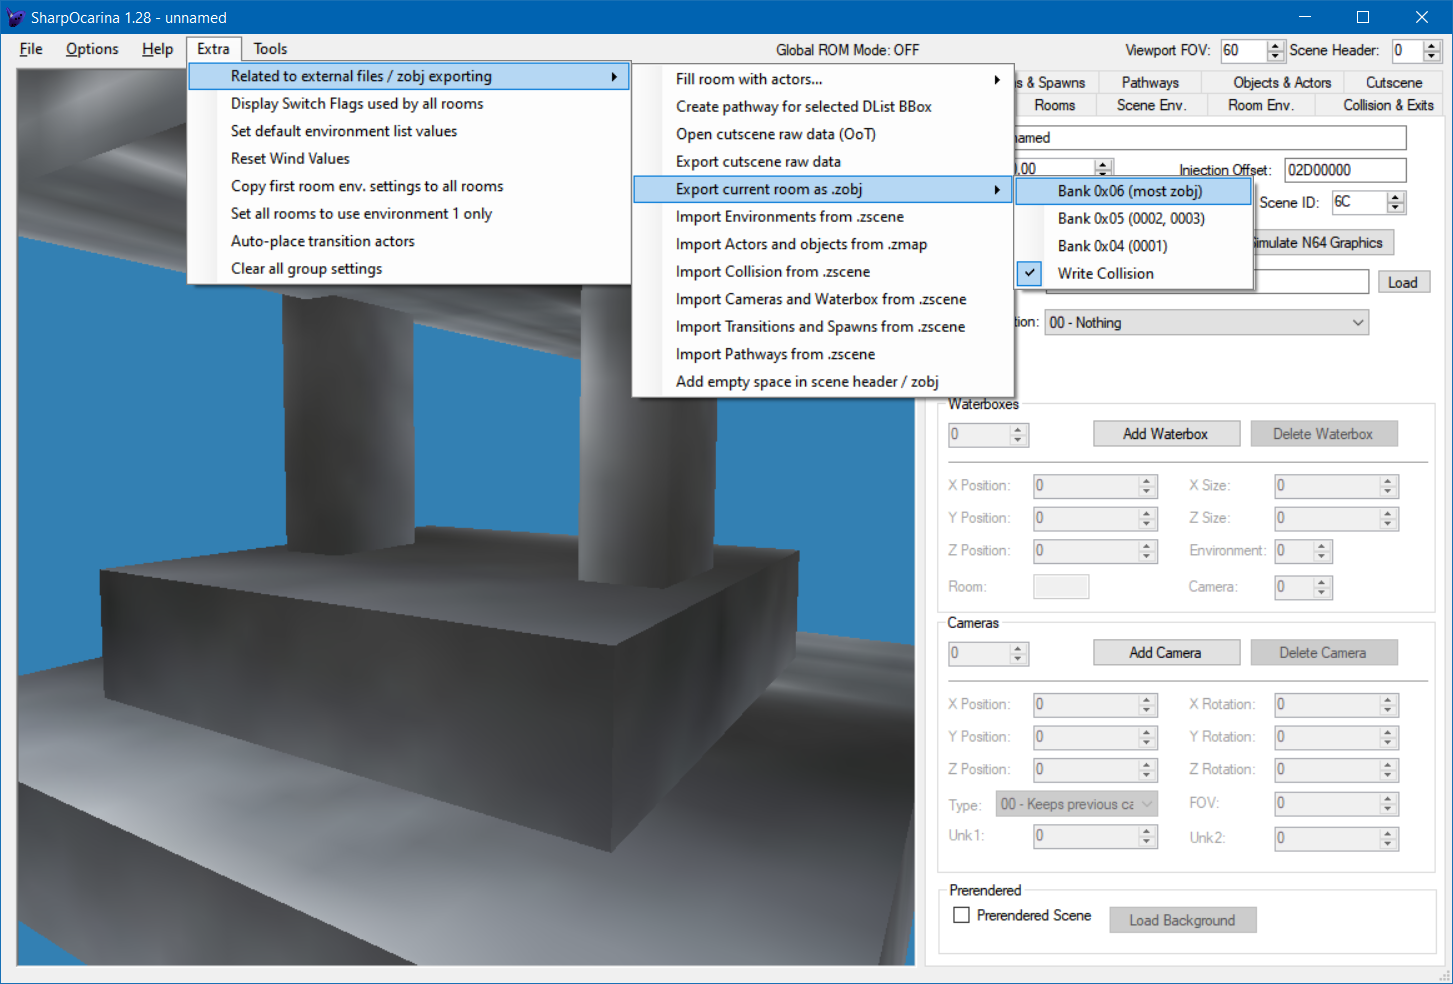 SharpOcarina 1.28 - unnamed
File Options Help Extra Tools
Global ROM Mode: OFF
Viewport FOV: 60
Scene Header: 0
Related to external files / zobj exporting
Display Switch Flags used by all rooms
Set default environment list values
Reset Wind Values
Copy first room env. settings to all rooms
Set all rooms to use environment 1 only
Auto-place transition actors
Clear all group settings
Fill room with actors...
Create pathway for selected DList BBox
Open cutscene raw data (OoT)
Export cutscene raw data
Export current room as .zobj
Import Environments from .zscene
Import Actors and objects from .zmap
Import Collision from .zscene
Import Cameras and Waterbox from .zscene
Import Transitions and Spawns from .zscene
Import Pathways from .zscene
Add empty space in scene header / zobj
Bank 0x06 (most zobj)
Bank 0x05 (0002, 0003)
Bank 0x04 (0001)
Write Collision
& Spawns Pathways Objects & Actors Cutscene
Rooms Scene Env. Room Env. Collision & Exits
named
.00 Injection Offset: 02D00000
Scene ID: 6C
Simulate N64 Graphics
Load
tion: 00 - Nothing
Waterboxes
0 Add Waterbox Delete Waterbox
X Position: 0 X Size: 0
Y Position: 0 Z Size: 0
Z Position: 0 Environment: 0
Room: Camera: 0
Cameras
0 Add Camera Delete Camera
X Position: 0 X Rotation: 0
Y Position: 0 Y Rotation: 0
Z Position: 0 Z Rotation: 0
Type: 00 - Keeps previous ca FOV: 0
Unk1: 0 Unk2: 0
Prerendered
Prerendered Scene Load Background